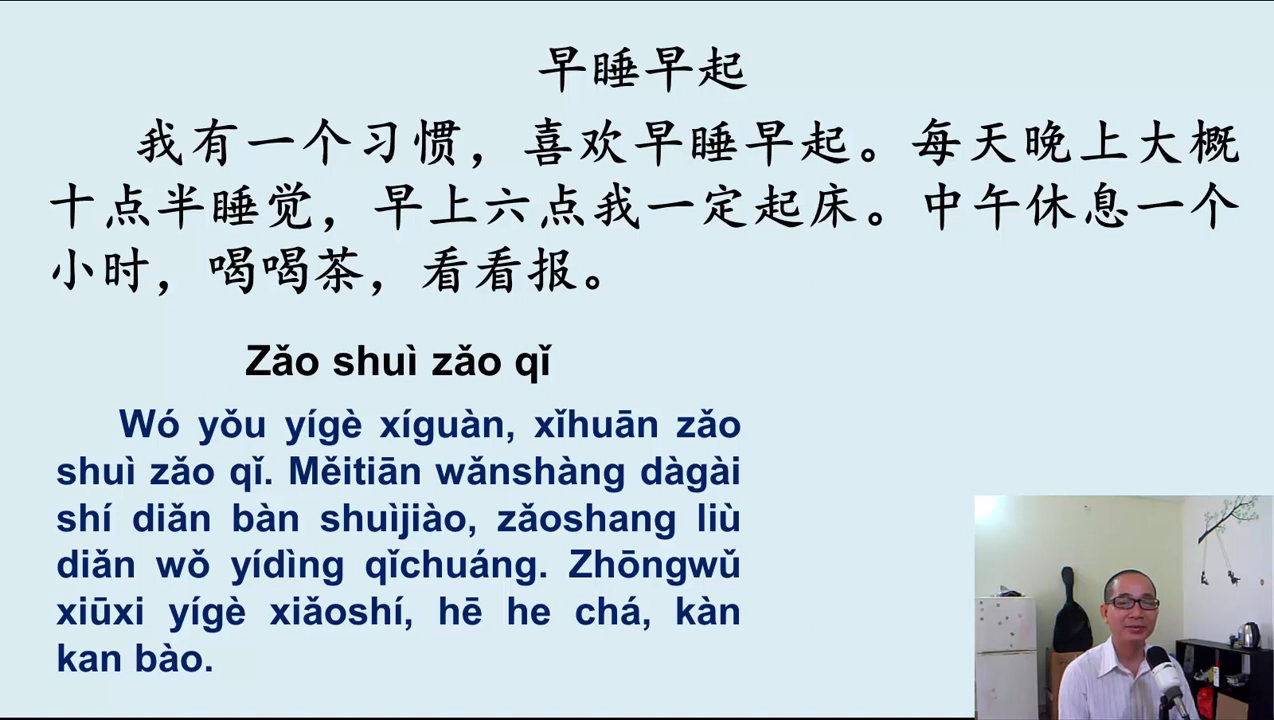 早睡早起
我有一个习惯，喜欢早睡早起。每天晚上大概
十点半睡觉，早上六点我一定起床。中午休息一个
小时，喝喝茶，看看报。
Zǎo shuì zǎo qǐ
Wó yǒu yígè xíguàn, xǐhuān zǎo
shuì zǎo qǐ. Měitiān wǎnshàng dàgài
shí diǎn bàn shuìjiào, zǎoshang liù
diǎn wǒ yídìng qǐchuáng. Zhōngwǔ
xiūxi yígè xiǎoshí, hē he chá, kàn
kan bào.